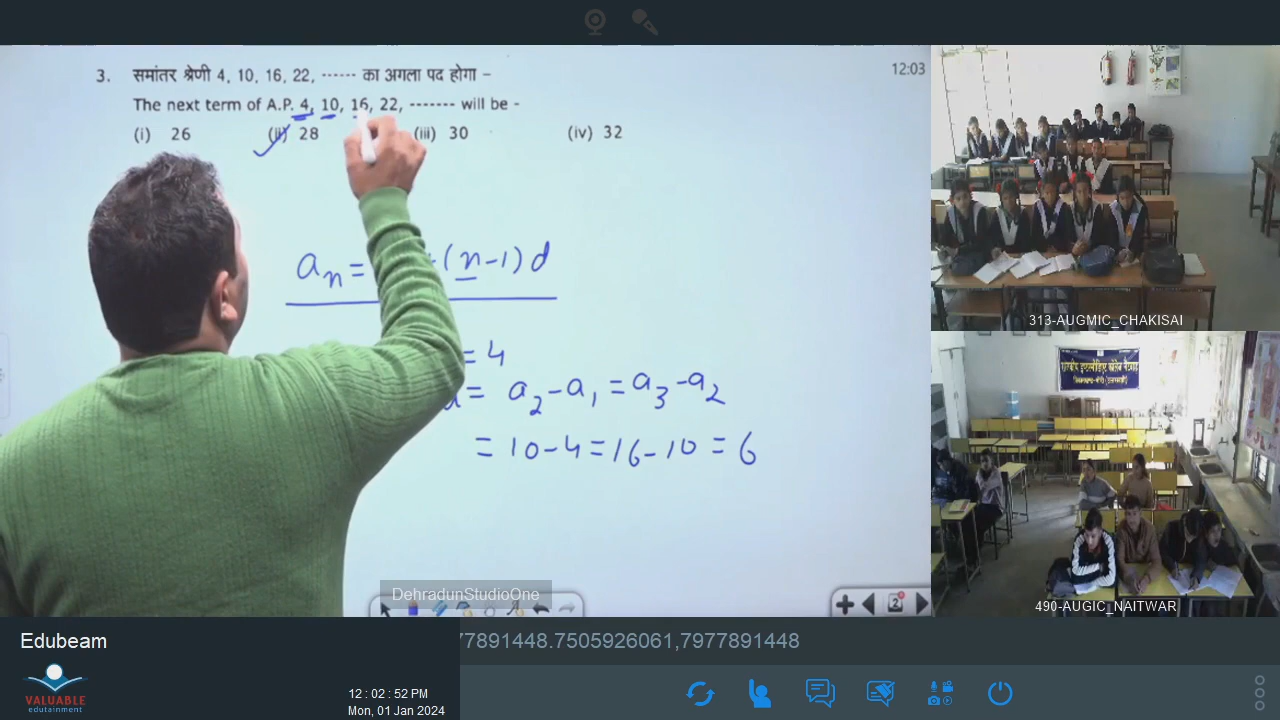 3. समांतर श्रेणी 4, 10, 16, 22, ------ का अगला पद होगा –
The next term of A.P. 4, 10, 16, 22, ------- will be -
(i) 26 (ii) 28 (iii) 30 (iv) 32
12:03
aₙ = (n-1) d
= 4
= a₂ - a₁ = a₃ - a₂
= 10 - 4 = 16 - 10 = 6
DehradunStudioOne
2
313-AUGMIC_CHAKISAI
490-AUGIC_NAITWAR
Edubeam
77891448.7505926061,7977891448
VALUABLE
edutainment
12 : 02 : 52 PM
Mon, 01 Jan 2024